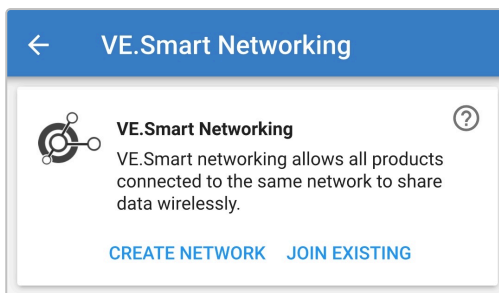 VE.Smart Networking
VE.Smart Networking
VE.Smart networking allows all products
connected to the same network to share
data wirelessly.
CREATE NETWORK JOIN EXISTING